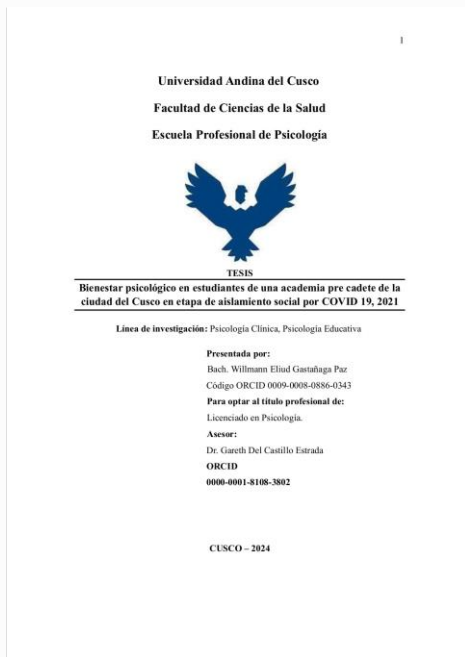 1
Universidad Andina del Cusco
Facultad de Ciencias de la Salud
Escuela Profesional de Psicología
TESIS
Bienestar psicológico en estudiantes de una academia pre cadete de la
ciudad del Cusco en etapa de aislamiento social por COVID 19, 2021
Línea de investigación: Psicología Clínica, Psicología Educativa
Presentada por:
Bach. Willmann Eliud Gastañaga Paz
Código ORCID 0009-0008-0886-0343
Para optar al título profesional de:
Licenciado en Psicología.
Asesor:
Dr. Gareth Del Castillo Estrada
ORCID
0000-0001-8108-3802
CUSCO – 2024